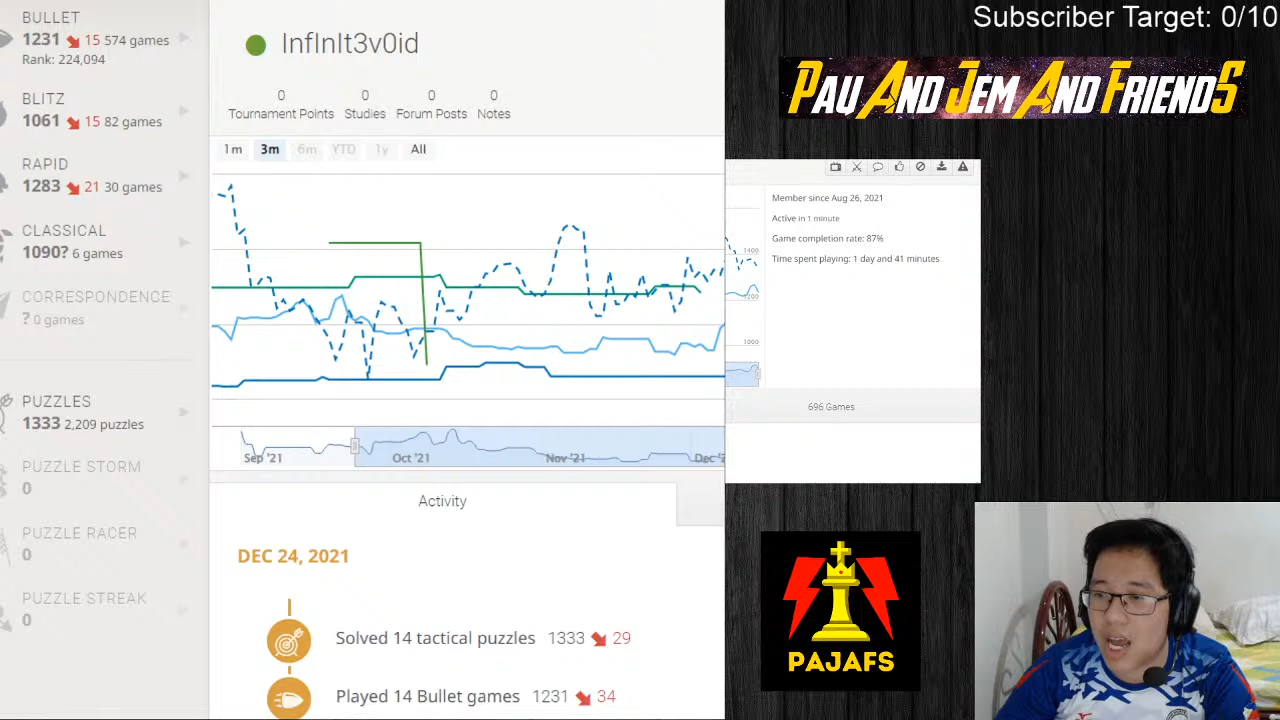 Subscriber Target: 0/10
PAU AND JEM AND FRIENDS
BULLET
1231 15 574 games
Rank: 224,094
BLITZ
1061 15 82 games
RAPID
1283 21 30 games
CLASSICAL
1090? 6 games
CORRESPONDENCE
? 0 games
PUZZLES
1333 2,209 puzzles
PUZZLE STORM
0
PUZZLE RACER
0
PUZZLE STREAK
0
InfInIt3v0id
0 0 0 0
Tournament Points Studies Forum Posts Notes
1m 3m 6m YTD 1y All
Sep '21 Oct '21 Nov '21 Dec '2
Activity
DEC 24, 2021
Solved 14 tactical puzzles 1333 29
Played 14 Bullet games 1231 34
Member since Aug 26, 2021
Active in 1 minute
Game completion rate: 87%
Time spent playing: 1 day and 41 minutes
1400
1200
1000
696 Games
PAJAFS